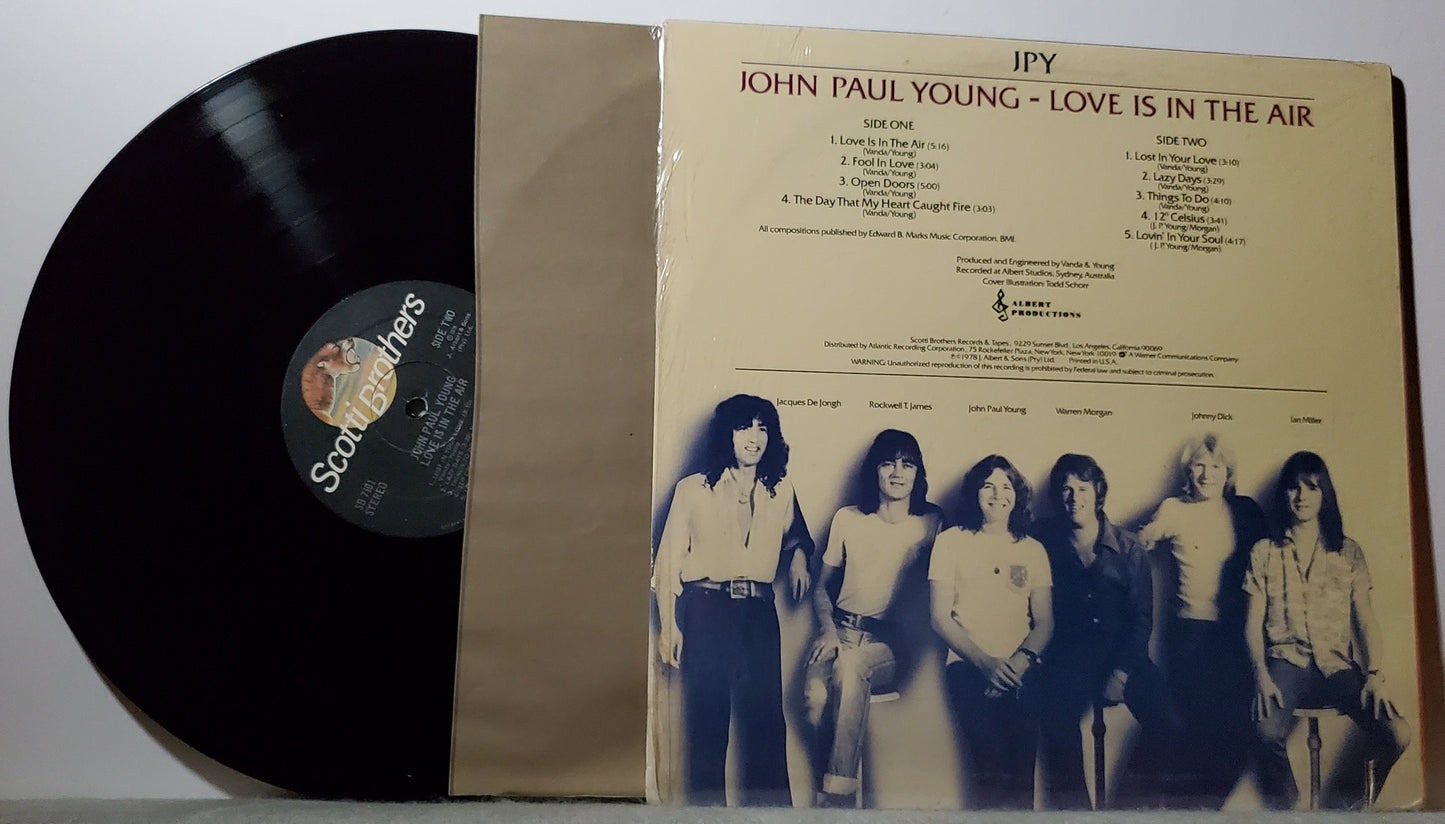 JPY
JOHN PAUL YOUNG - LOVE IS IN THE AIR
SIDE ONE
1. Love Is In The Air (5:16)
(Vanda/Young)
2. Fool In Love (3:04)
(Vanda/Young)
3. Open Doors (5:00)
(Vanda/Young)
4. The Day That My Heart Caught Fire (3:03)
(Vanda/Young)
SIDE TWO
1. Lost In Your Love (3:10)
(Vanda/Young)
2. Lazy Days (3:29)
(Vanda/Young)
3. Things To Do (4:10)
(Vanda/Young)
4. 12° Celsius (3:41)
(J. P. Young/Morgan)
5. Lovin' In Your Soul (4:17)
(J. P. Young/Morgan)
All compositions published by Edward B. Marks Music Corporation, BMI.
Produced and Engineered by Vanda & Young
Recorded at Albert Studios, Sydney, Australia
Cover Illustration: Todd Schorr
ALBERT
PRODUCTIONS
Scotti Brothers Records & Tapes, 9229 Sunset Blvd., Los Angeles, California 90069
Distributed by Atlantic Recording Corporation, 75 Rockefeller Plaza, New York, New York 10019 A Warner Communications Company
℗©1978 J. Albert & Sons (Pty) Ltd. Printed in U.S.A.
WARNING: Unauthorized reproduction of this recording is prohibited by Federal law and subject to criminal prosecution.
Jacques De Jongh
Rockwell T. James
John Paul Young
Warren Morgan
Johnny Dick
Ian Miller
Scotti Brothers
SIDE TWO
J. Albert & Sons
(Pty) Ltd.
JOHN PAUL YOUNG
LOVE IS IN THE AIR
SB 7101
STEREO